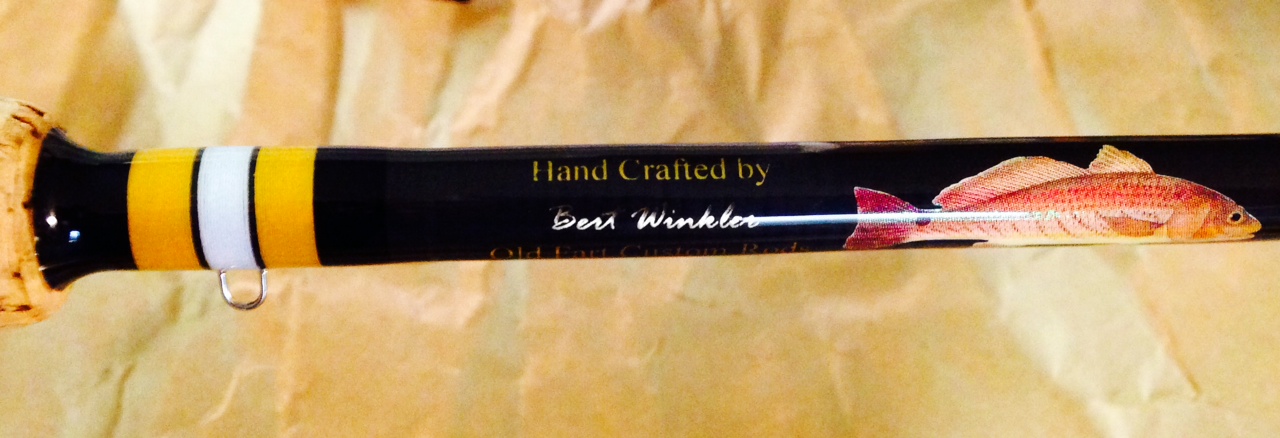 Hand Crafted by
Bert Winkler
Old Fart Custom Rods